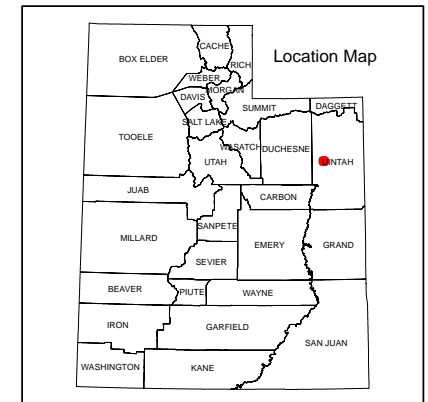 Location Map
CACHE
BOX ELDER
RICH
WEBER
MORGAN
DAVIS
SUMMIT
DAGGETT
SALT LAKE
TOOELE
WASATCH
DUCHESNE
UINTAH
UTAH
JUAB
CARBON
SANPETE
MILLARD
EMERY
GRAND
SEVIER
BEAVER
PIUTE
WAYNE
IRON
GARFIELD
SAN JUAN
WASHINGTON
KANE